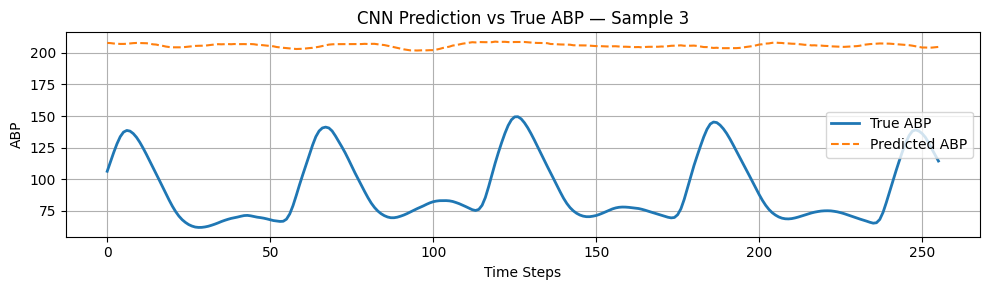 CNN Prediction vs True ABP — Sample 3
200
175
150
125
100
75
ABP
True ABP
Predicted ABP
0 50 100 150 200 250
Time Steps